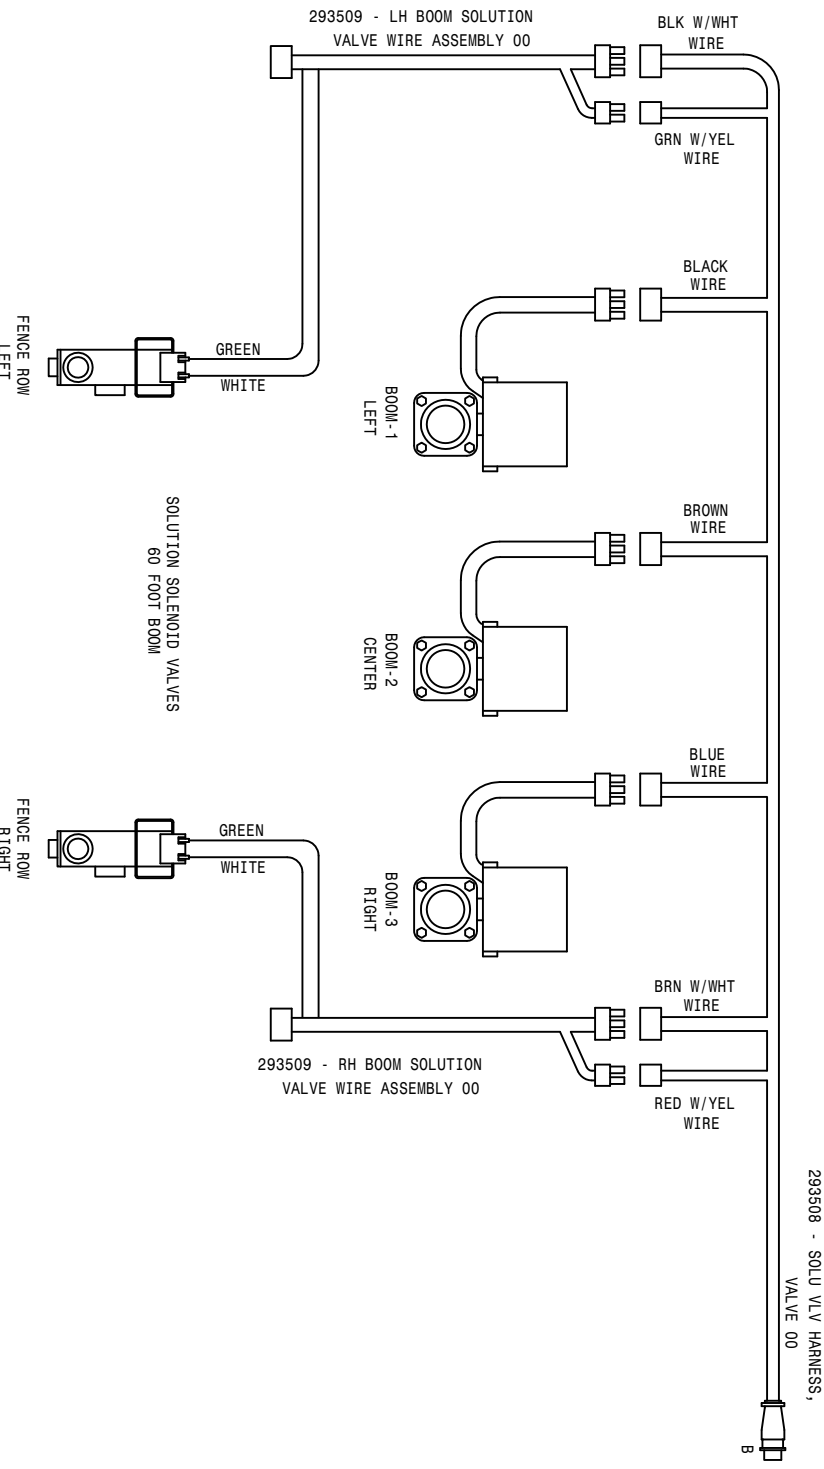 293509 - LH BOOM SOLUTION
VALVE WIRE ASSEMBLY 00
BLK W/WHT
WIRE
GRN W/YEL
WIRE
BLACK
WIRE
GREEN
WHITE
FENCE ROW
LEFT
BOOM-1
LEFT
BROWN
WIRE
SOLUTION SOLENOID VALVES
60 FOOT BOOM
BOOM-2
CENTER
BLUE
WIRE
GREEN
WHITE
FENCE ROW
RIGHT
BOOM-3
RIGHT
BRN W/WHT
WIRE
293509 - RH BOOM SOLUTION
VALVE WIRE ASSEMBLY 00
RED W/YEL
WIRE
293508 - SOLU VLV HARNESS,
VALVE 00
B